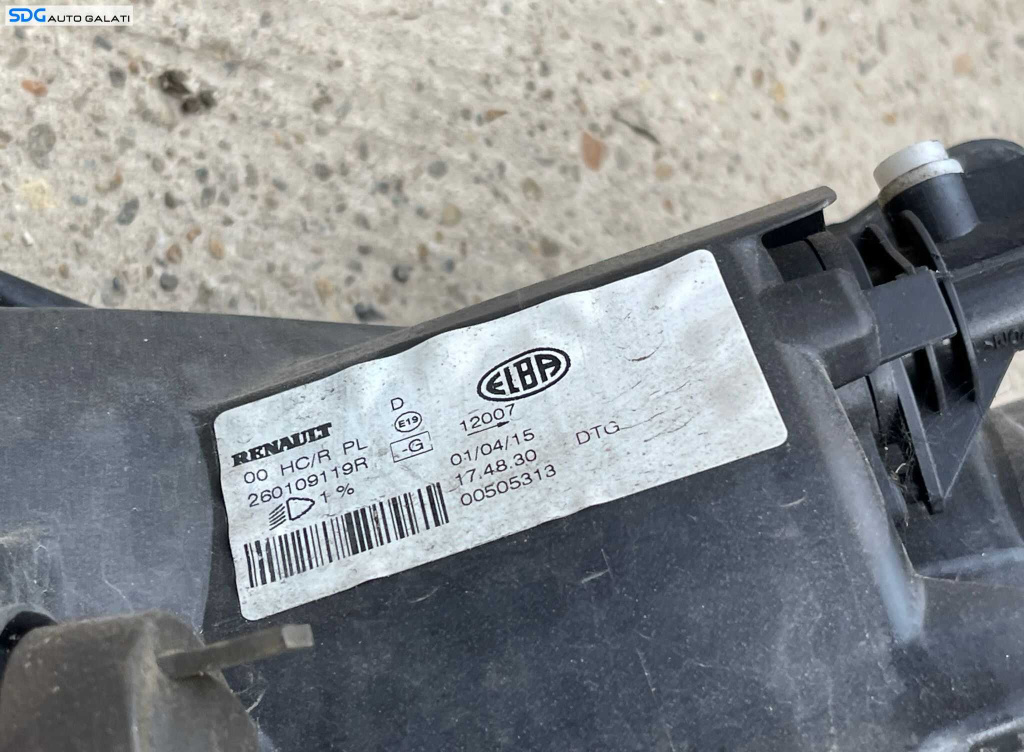 SDG AUTO GALATI
ELBA
RENAULT
D
00 HC/R PL
E19
12007
260109119R
-G
01/04/15
DTG
1 %
17.48.30
00505313